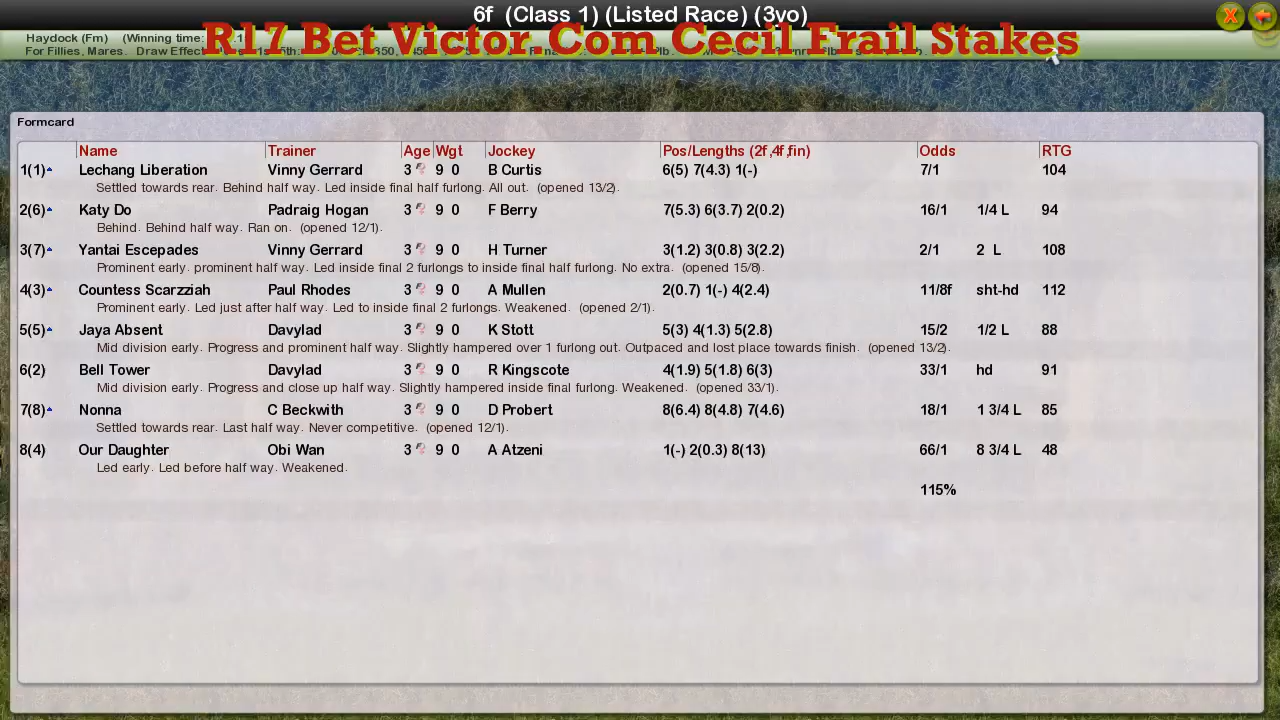 6f (Class 1) (Listed Race) (3yo)
R17 Bet Victor Com Cecil Frail Stakes
Haydock (Fm) (Winning time:
For Fillies, Mares. Draw Effect
Formcard
Name Trainer Age Wgt Jockey Pos/Lengths (2f,4f,fin) Odds RTG
1(1) Lechang Liberation Vinny Gerrard 3 9 0 B Curtis 6(5) 7(4.3) 1(-) 7/1 104
Settled towards rear. Behind half way. Led inside final half furlong. All out. (opened 13/2).
2(6) Katy Do Padraig Hogan 3 9 0 F Berry 7(5.3) 6(3.7) 2(0.2) 16/1 1/4 L 94
Behind. Behind half way. Ran on. (opened 12/1).
3(7) Yantai Escepades Vinny Gerrard 3 9 0 H Turner 3(1.2) 3(0.8) 3(2.2) 2/1 2 L 108
Prominent early. prominent half way. Led inside final 2 furlongs to inside final half furlong. No extra. (opened 15/8).
4(3) Countess Scarzziah Paul Rhodes 3 9 0 A Mullen 2(0.7) 1(-) 4(2.4) 11/8f sht-hd 112
Prominent early. Led just after half way. Led to inside final 2 furlongs. Weakened. (opened 2/1).
5(5) Jaya Absent Davylad 3 9 0 K Stott 5(3) 4(1.3) 5(2.8) 15/2 1/2 L 88
Mid division early. Progress and prominent half way. Slightly hampered over 1 furlong out. Outpaced and lost place towards finish. (opened 13/2).
6(2) Bell Tower Davylad 3 9 0 R Kingscote 4(1.9) 5(1.8) 6(3) 33/1 hd 91
Mid division early. Progress and close up half way. Slightly hampered inside final furlong. Weakened. (opened 33/1).
7(8) Nonna C Beckwith 3 9 0 D Probert 8(6.4) 8(4.8) 7(4.6) 18/1 1 3/4 L 85
Settled towards rear. Last half way. Never competitive. (opened 12/1).
8(4) Our Daughter Obi Wan 3 9 0 A Atzeni 1(-) 2(0.3) 8(13) 66/1 8 3/4 L 48
Led early. Led before half way. Weakened.
115%